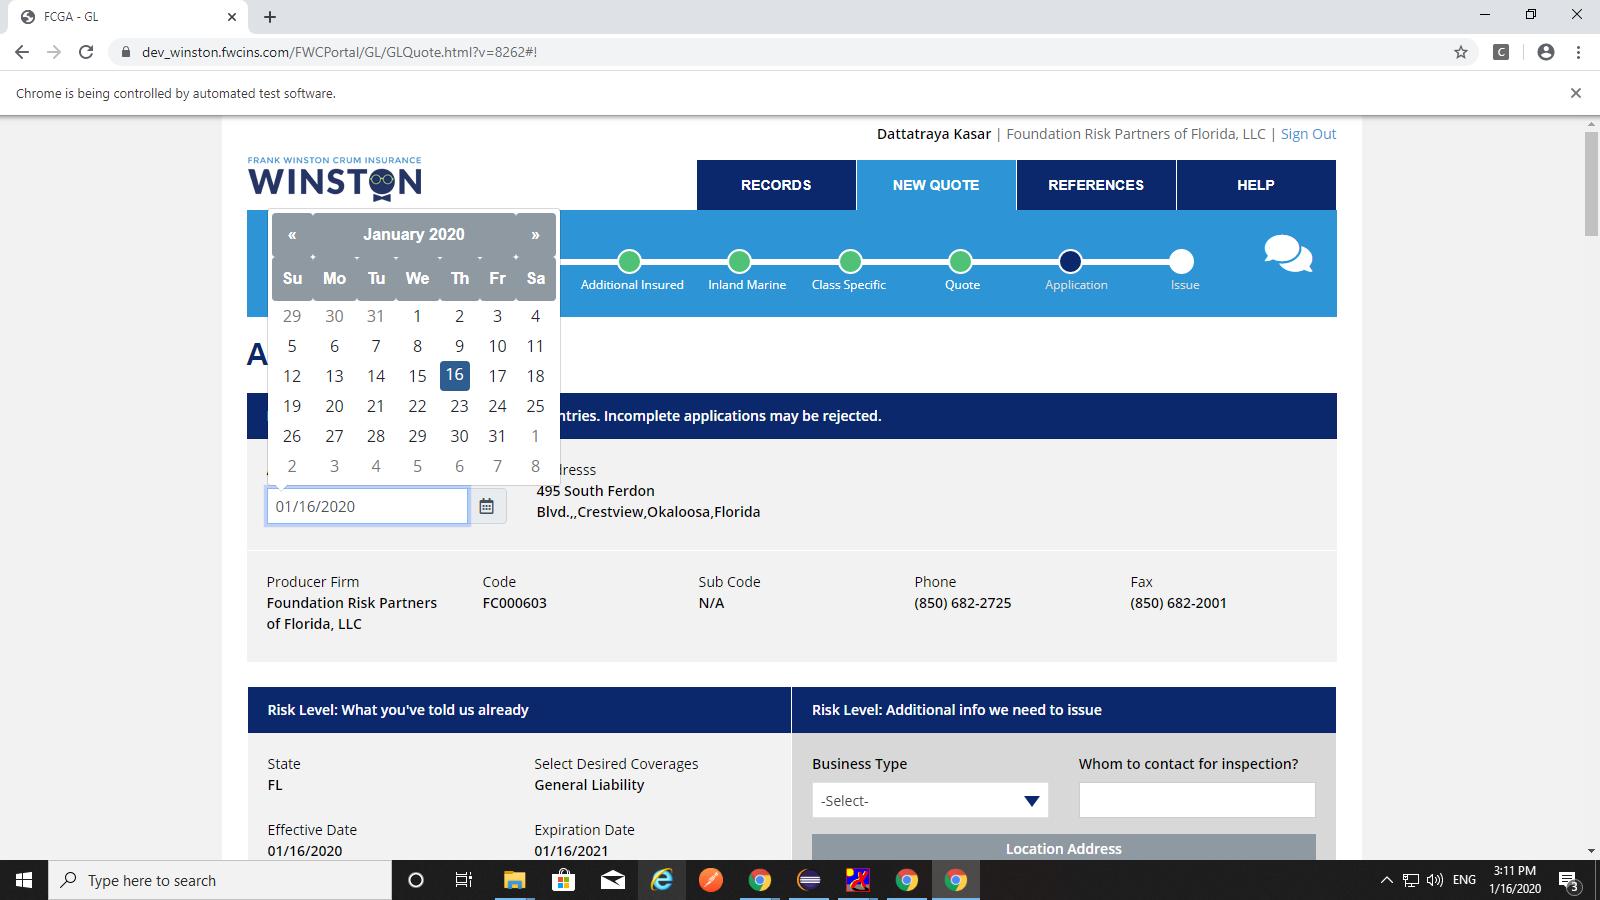 FCGA - GL
dev_winston.fwcins.com/FWCPortal/GL/GLQuote.html?v=8262#!
C
Chrome is being controlled by automated test software.
Dattatraya Kasar | Foundation Risk Partners of Florida, LLC | Sign Out
FRANK WINSTON CRUM INSURANCE
WINSTON
RECORDS
NEW QUOTE
REFERENCES
HELP
Additional Insured
Inland Marine
Class Specific
Quote
Application
Issue
« January 2020 »
Su Mo Tu We Th Fr Sa
29 30 31 1 2 3 4
5 6 7 8 9 10 11
12 13 14 15 16 17 18
19 20 21 22 23 24 25
26 27 28 29 30 31 1
2 3 4 5 6 7 8
A
ntries. Incomplete applications may be rejected.
01/16/2020
dresss
495 South Ferdon
Blvd.,,Crestview,Okaloosa,Florida
Producer Firm
Foundation Risk Partners
of Florida, LLC
Code
FC000603
Sub Code
N/A
Phone
(850) 682-2725
Fax
(850) 682-2001
Risk Level: What you've told us already
State
FL
Select Desired Coverages
General Liability
Effective Date
01/16/2020
Expiration Date
01/16/2021
Risk Level: Additional info we need to issue
Business Type
-Select-
Whom to contact for inspection?
Location Address
Type here to search
ENG
3:11 PM
1/16/2020
3